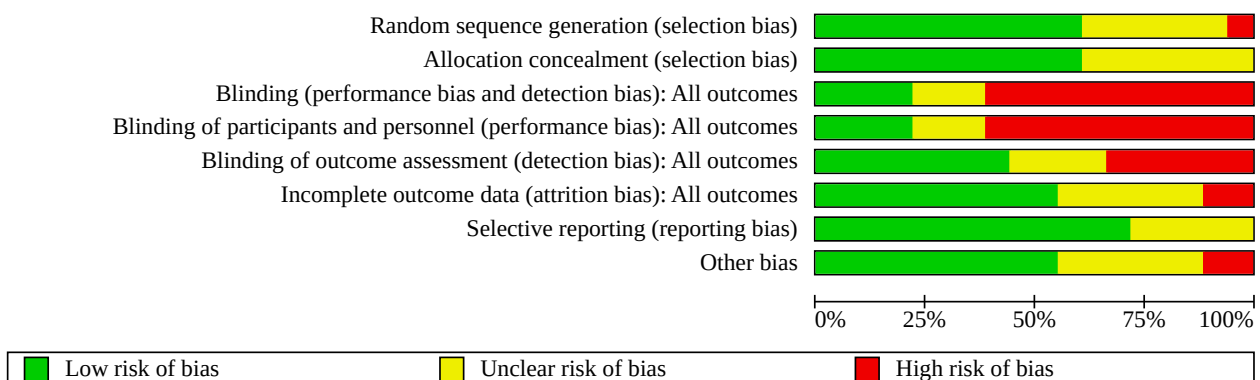 Random sequence generation (selection bias)
Allocation concealment (selection bias)
Blinding (performance bias and detection bias): All outcomes
Blinding of participants and personnel (performance bias): All outcomes
Blinding of outcome assessment (detection bias): All outcomes
Incomplete outcome data (attrition bias): All outcomes
Selective reporting (reporting bias)
Other bias
0% 25% 50% 75% 100%
Low risk of bias Unclear risk of bias High risk of bias